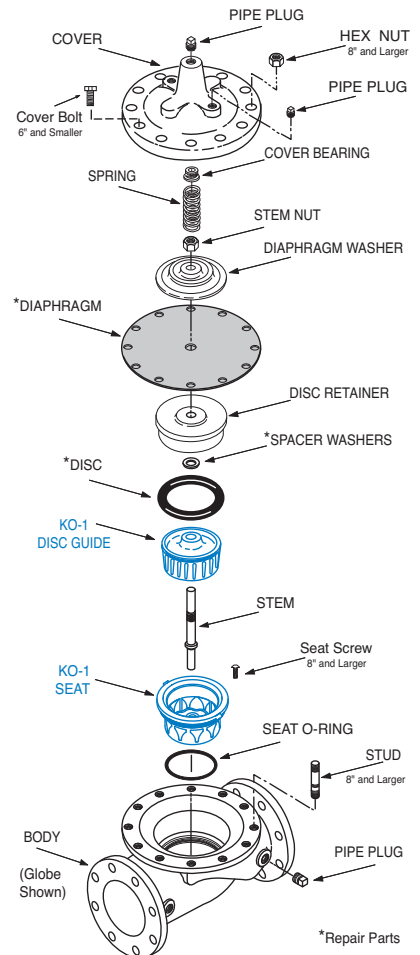 PIPE PLUG
COVER
HEX NUT
8" and Larger
PIPE PLUG
Cover Bolt
6" and Smaller
COVER BEARING
SPRING
STEM NUT
DIAPHRAGM WASHER
*DIAPHRAGM
DISC RETAINER
*SPACER WASHERS
*DISC
KO-1
DISC GUIDE
STEM
Seat Screw
8" and Larger
KO-1
SEAT
SEAT O-RING
STUD
8" and Larger
BODY
(Globe
Shown)
PIPE PLUG
*Repair Parts